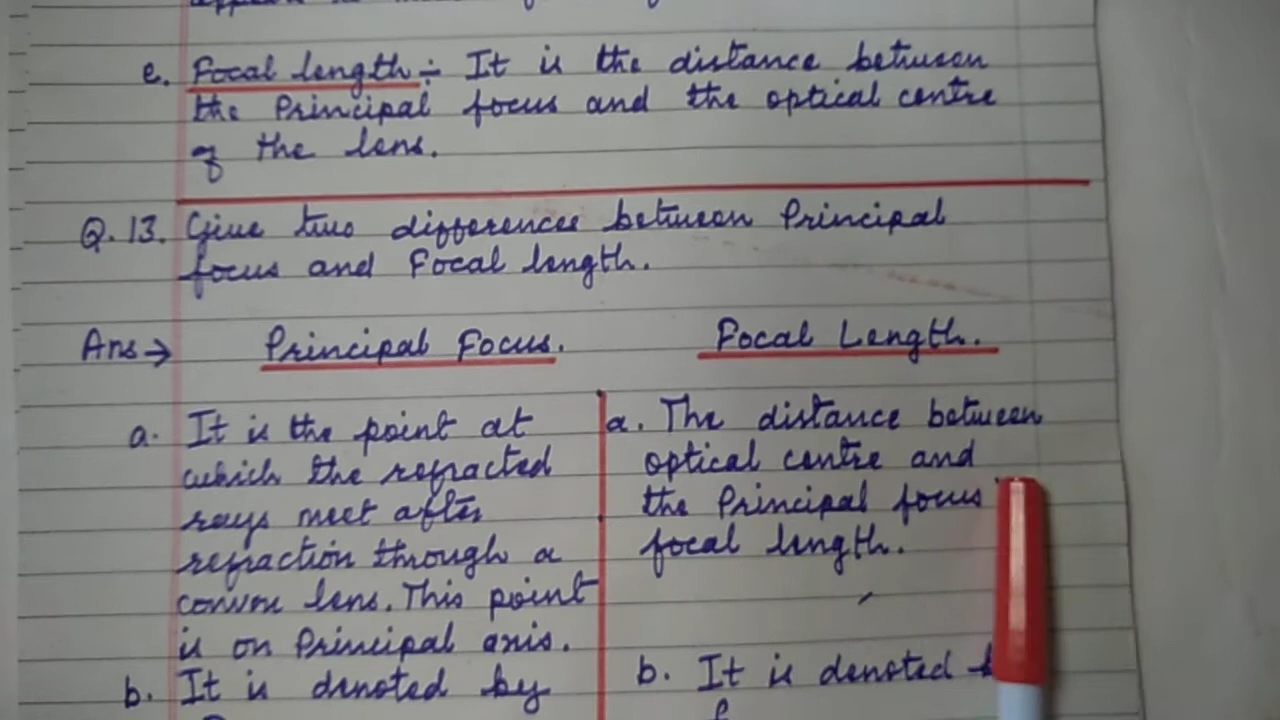 e. Focal length ÷ It is the distance between
the Principal focus and the optical centre
of the lens.
Q.13. Give two differences between Principal
focus and Focal length.
Ans → Principal Focus. Focal Length.
a. It is the point at
which the refracted
rays meet after
refraction through a
convex lens. This point
is on Principal axis.
b. It is denoted by
a. The distance between
optical centre and
the Principal focus
focal length.
b. It is denoted
f